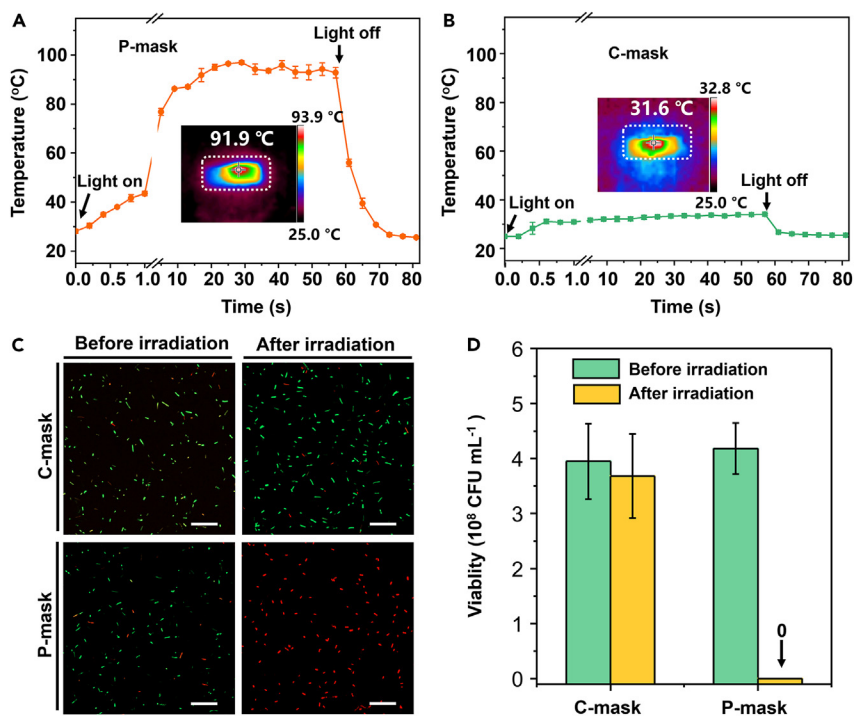 A
P-mask
Light off
Light on
91.9 ℃
93.9 ℃
25.0 ℃
Temperature (°C)
100
80
60
40
20
0.0 0.5 1.0 10 20 30 40 50 60 70 80
Time (s)
B
C-mask
32.8 ℃
31.6 ℃
25.0 ℃
Light on
Light off
Temperature (°C)
100
80
60
40
20
0.0 0.5 1.0 10 20 30 40 50 60 70 80
Time (s)
C
Before irradiation After irradiation
C-mask
P-mask
D
Before irradiation
After irradiation
Viablity (10⁸ CFU mL⁻¹)
6
5
4
3
2
1
0
0
C-mask P-mask